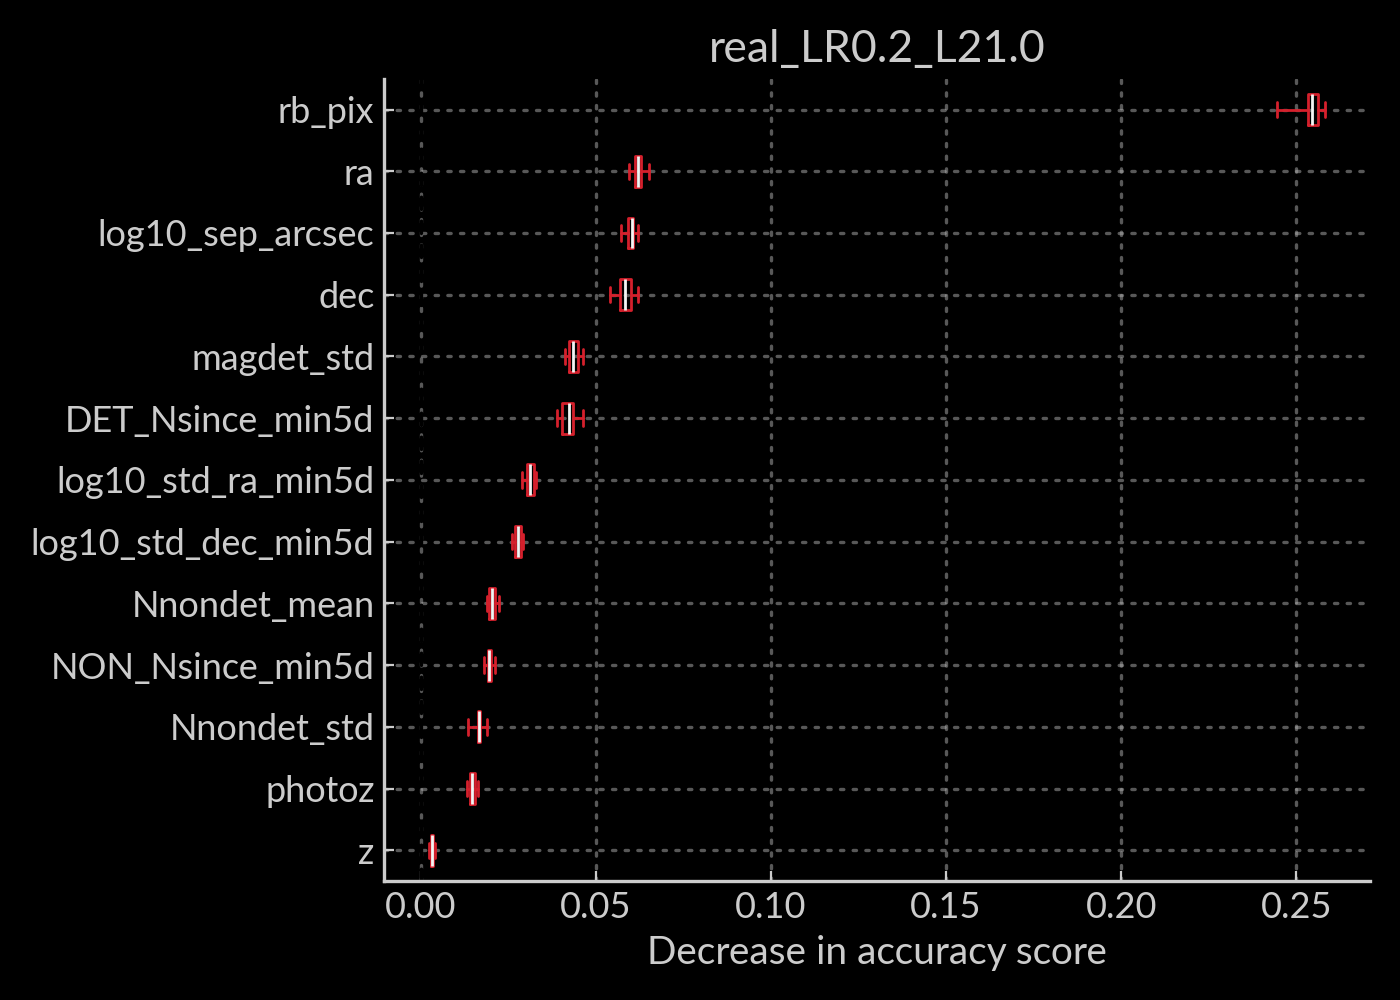 real_LR0.2_L21.0
rb_pix
ra
log10_sep_arcsec
dec
magdet_std
DET_Nsince_min5d
log10_std_ra_min5d
log10_std_dec_min5d
Nnondet_mean
NON_Nsince_min5d
Nnondet_std
photoz
z
0.00 0.05 0.10 0.15 0.20 0.25
Decrease in accuracy score